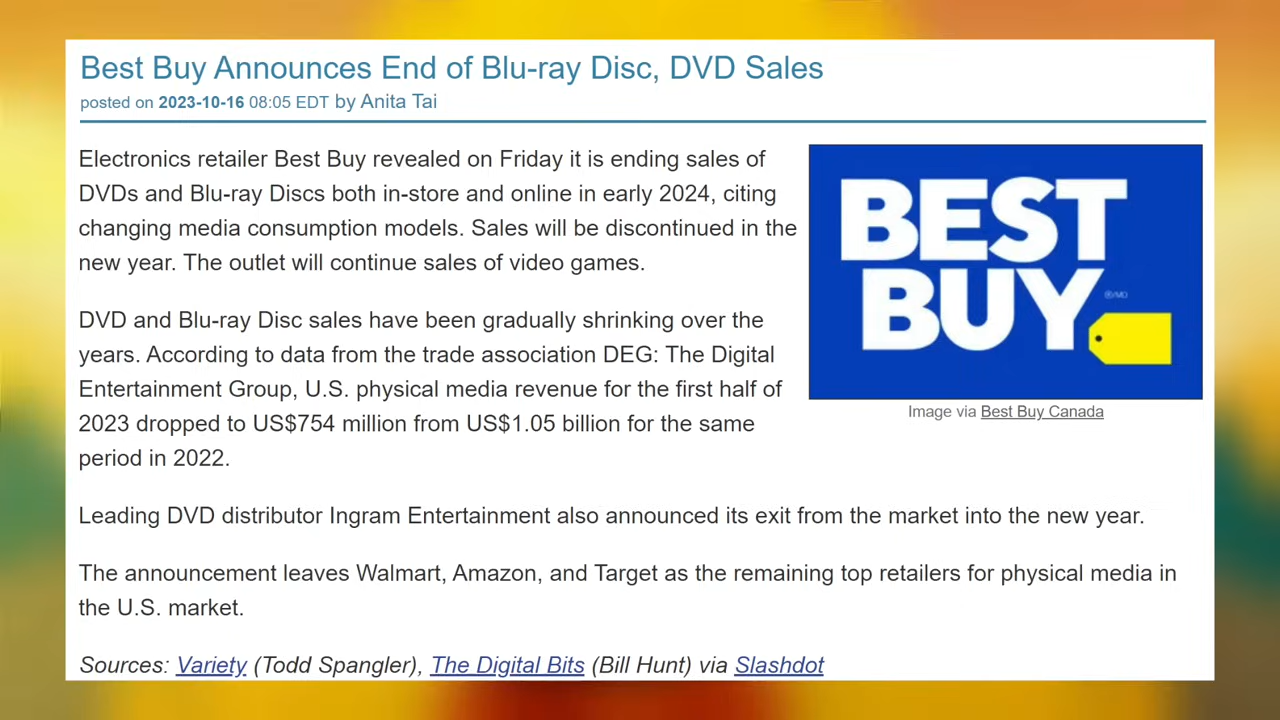 Best Buy Announces End of Blu-ray Disc, DVD Sales
posted on 2023-10-16 08:05 EDT by Anita Tai
Electronics retailer Best Buy revealed on Friday it is ending sales of
DVDs and Blu-ray Discs both in-store and online in early 2024, citing
changing media consumption models. Sales will be discontinued in the
new year. The outlet will continue sales of video games.
BEST
BUY
®/MD
Image via Best Buy Canada
DVD and Blu-ray Disc sales have been gradually shrinking over the
years. According to data from the trade association DEG: The Digital
Entertainment Group, U.S. physical media revenue for the first half of
2023 dropped to US$754 million from US$1.05 billion for the same
period in 2022.
Leading DVD distributor Ingram Entertainment also announced its exit from the market into the new year.
The announcement leaves Walmart, Amazon, and Target as the remaining top retailers for physical media in
the U.S. market.
Sources: Variety (Todd Spangler), The Digital Bits (Bill Hunt) via Slashdot